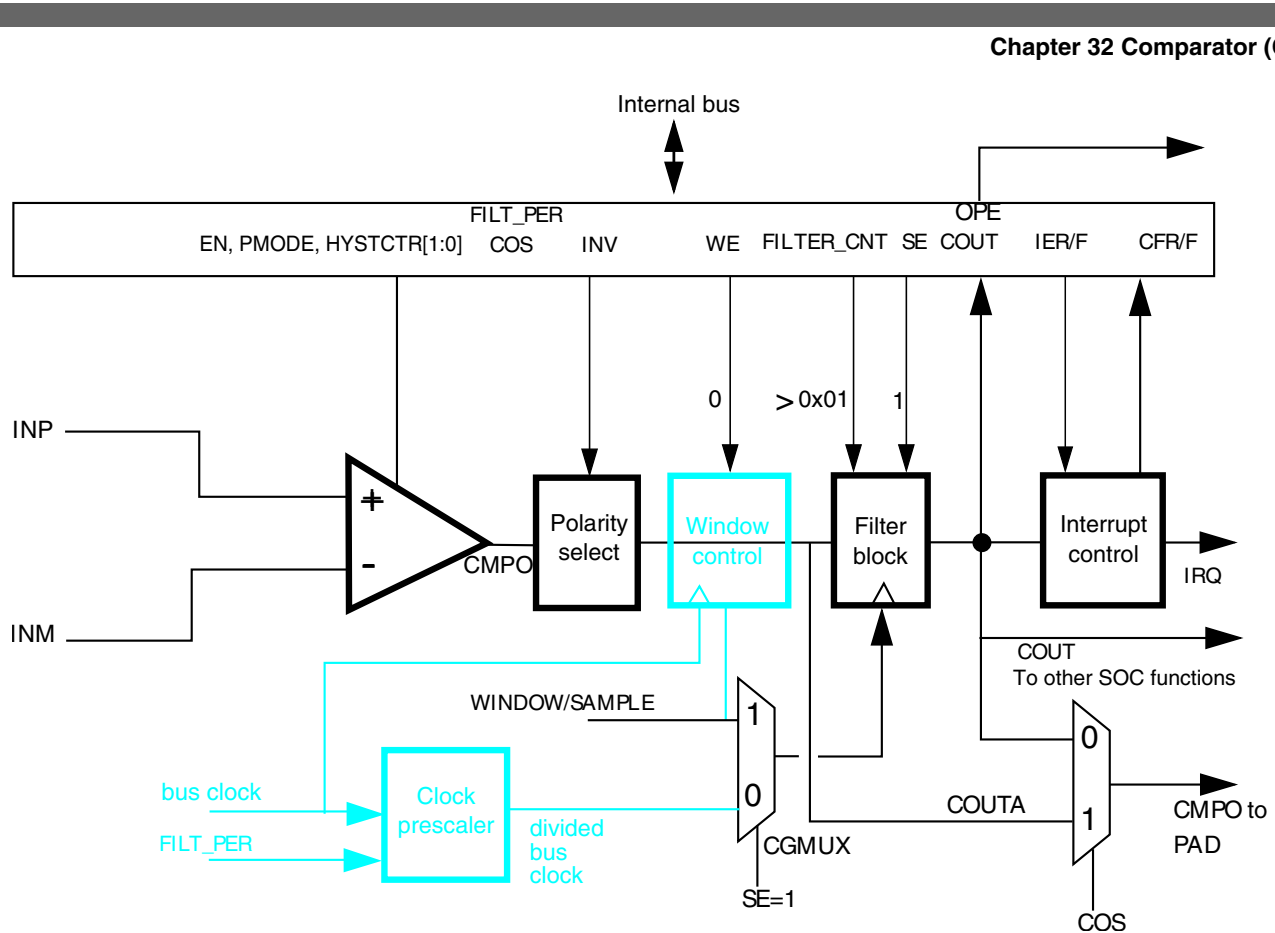 Chapter 32 Comparator (
Internal bus
FILT_PER
OPE
EN, PMODE, HYSTCTR[1:0]
COS
INV
WE
FILTER_CNT
SE
COUT
IER/F
CFR/F
0
> 0x01
1
INP
+
-
INM
CMPO
Polarity
select
Window
control
Filter
block
Interrupt
control
IRQ
COUT
To other SOC functions
WINDOW/SAMPLE
1
0
CGMUX
SE=1
bus clock
FILT_PER
Clock
prescaler
divided
bus
clock
COUTA
0
1
CMPO to
PAD
COS